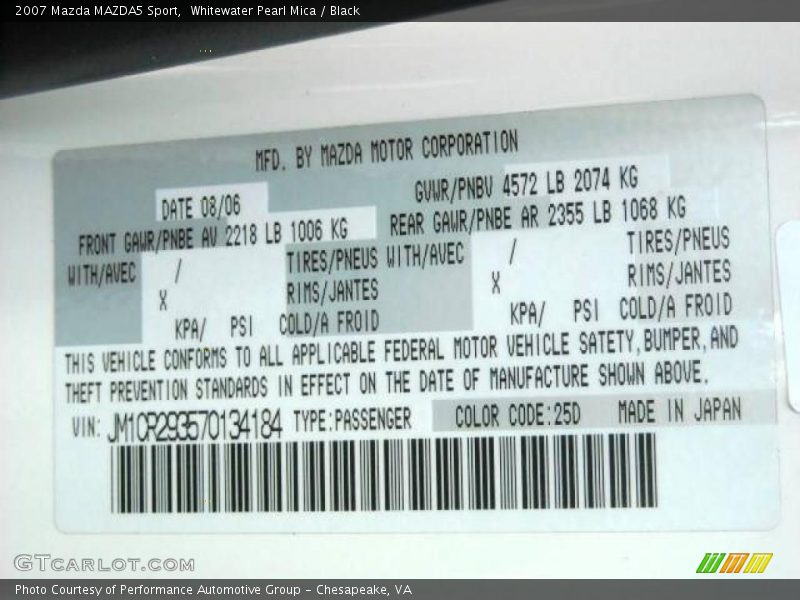 2007 Mazda MAZDA5 Sport, Whitewater Pearl Mica / Black
MFD. BY MAZDA MOTOR CORPORATION
DATE 08/06
GVWR/PNBV 4572 LB 2074 KG
FRONT GAWR/PNBE AV 2218 LB 1006 KG
REAR GAWR/PNBE AR 2355 LB 1068 KG
WITH/AVEC / TIRES/PNEUS WITH/AVEC / TIRES/PNEUS
X RIMS/JANTES X RIMS/JANTES
KPA/ PSI COLD/A FROID KPA/ PSI COLD/A FROID
THIS VEHICLE CONFORMS TO ALL APPLICABLE FEDERAL MOTOR VEHICLE SAFETY, BUMPER, AND
THEFT PREVENTION STANDARDS IN EFFECT ON THE DATE OF MANUFACTURE SHOWN ABOVE.
VIN: JM1CR293570134184 TYPE:PASSENGER COLOR CODE:25D MADE IN JAPAN
GTCARLOT.COM
Photo Courtesy of Performance Automotive Group - Chesapeake, VA